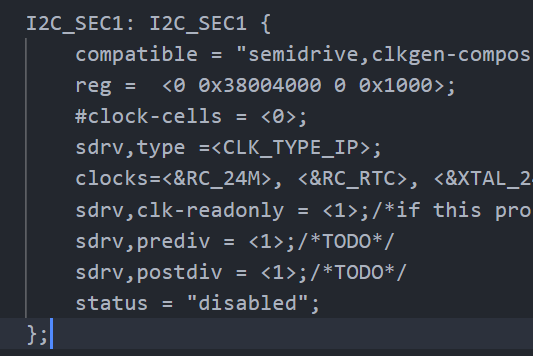 I2C_SEC1: I2C_SEC1 {
compatible = "semidrive,clkgen-compos
reg =  <0 0x38004000 0 0x1000>;
#clock-cells = <0>;
sdrv,type =<CLK_TYPE_IP>;
clocks=<&RC_24M>, <&RC_RTC>, <&XTAL_2
sdrv,clk-readonly = <1>;/*if this pro
sdrv,prediv = <1>;/*TODO*/
sdrv,postdiv = <1>;/*TODO*/
status = "disabled";
};